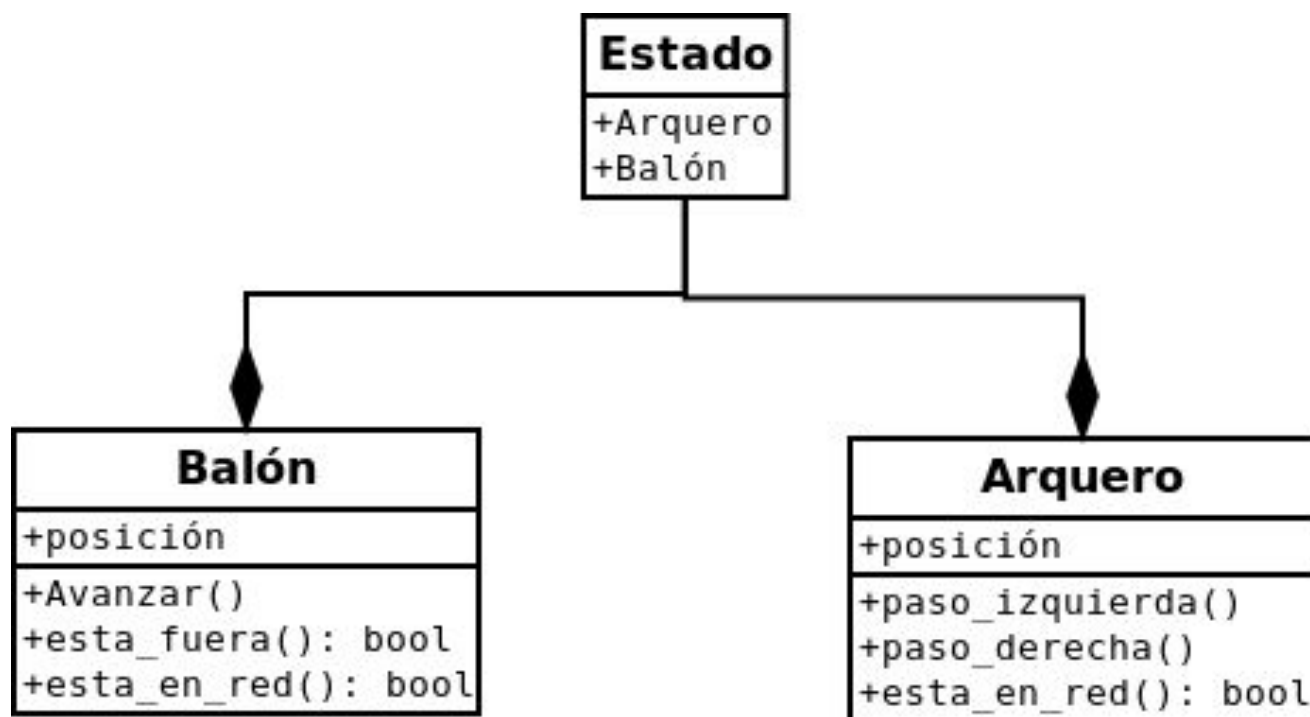 Estado
+Arquero
+Balón
Balón
+posición
+Avanzar()
+esta_fuera(): bool
+esta_en_red(): bool
Arquero
+posición
+paso_izquierda()
+paso_derecha()
+esta_en_red(): bool